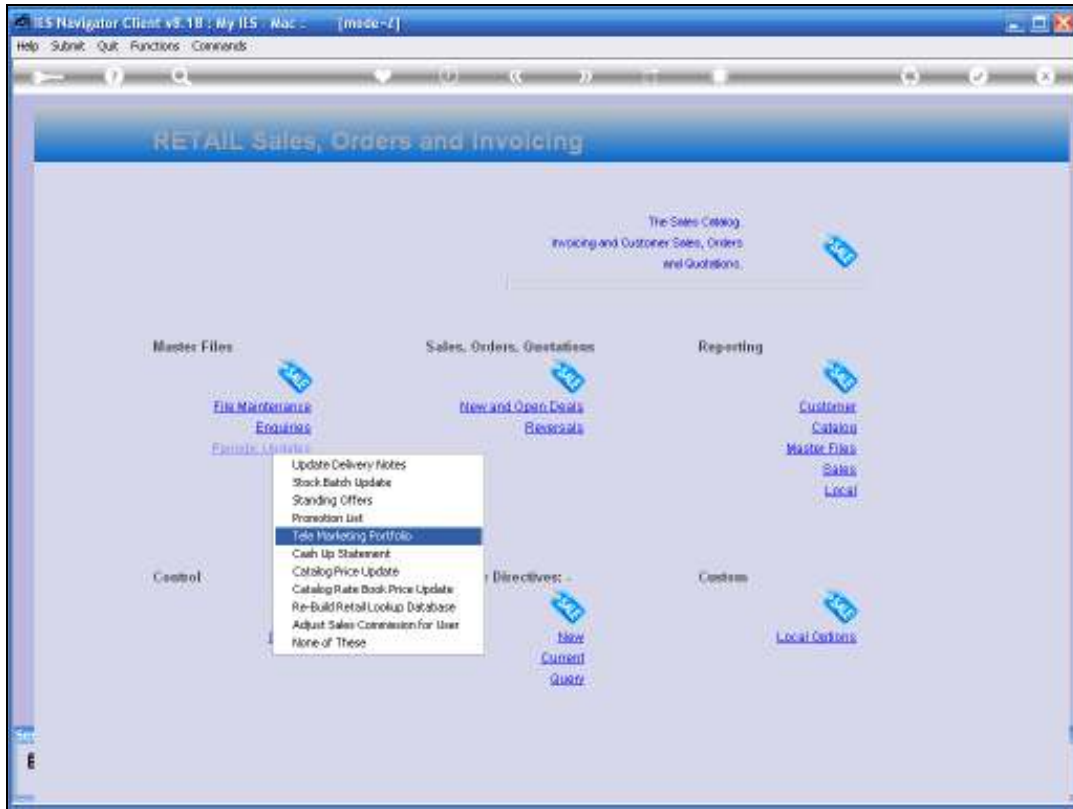 IES Navigator Client v8.18 : My IES - Mac :: [mode-L]
Help Submit Quit Functions Commands
RETAIL Sales, Orders and Invoicing
The Sales Catalog.
Invoicing and Customer Sales, Orders
and Quotations.
Master Files
Sales, Orders, Quotations
Reporting
File Maintenance
Enquiries
Periodic Updates
New and Open Deals
Reversals
Customer
Catalog
Master Files
Sales
Local
Update Delivery Notes
Stock Batch Update
Standing Offers
Promotion List
Tele Marketing Portfolio
Cash Up Statement
Catalog Price Update
Catalog Rate Book Price Update
Re-Build Retail Lookup Database
Adjust Sales Commission for User
None of These
Control
Directives: -
Custom
New
Current
Query
Local Options